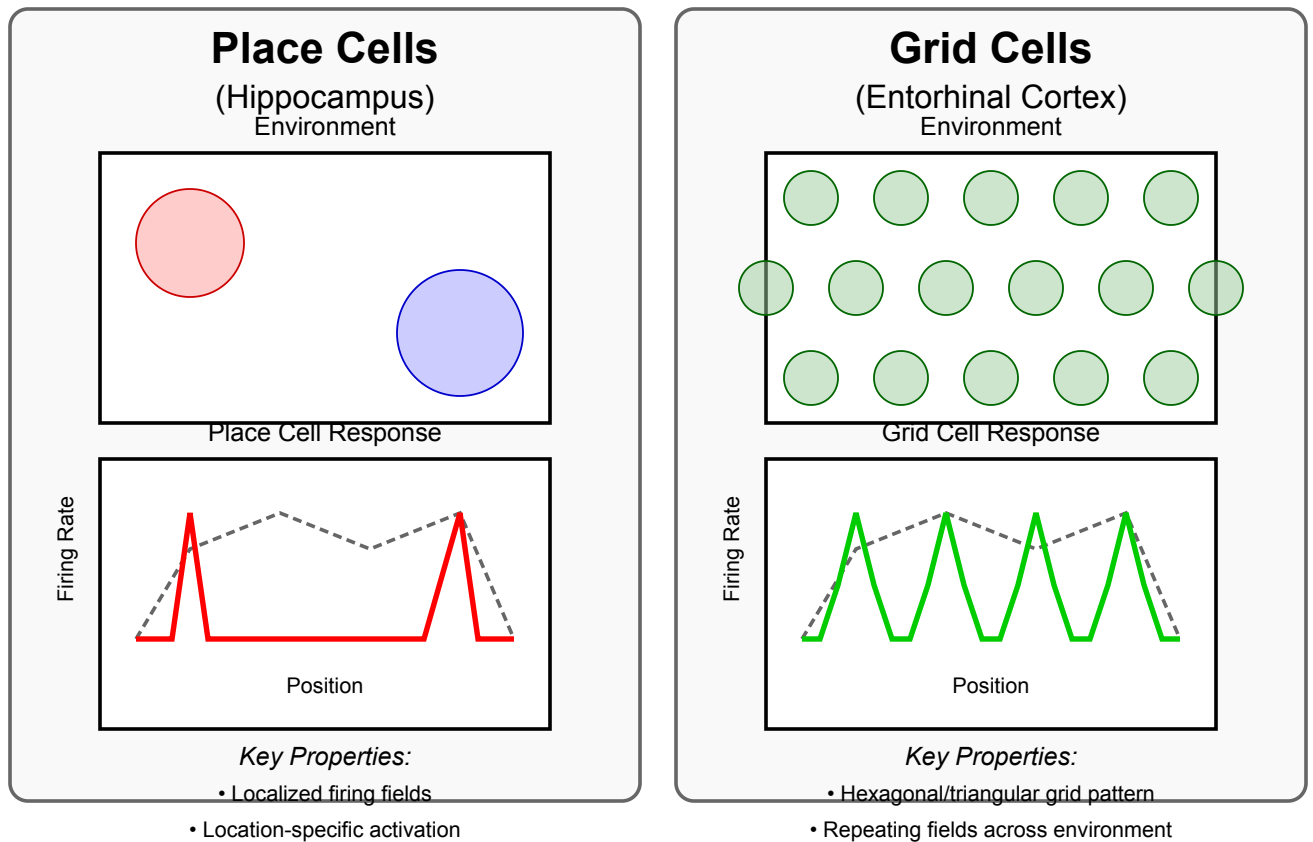 Place Cells
(Hippocampus)
Environment
Place Cell Response
Firing Rate
Position
Key Properties:
• Localized firing fields
• Location-specific activation
Grid Cells
(Entorhinal Cortex)
Environment
Grid Cell Response
Firing Rate
Position
Key Properties:
• Hexagonal/triangular grid pattern
• Repeating fields across environment